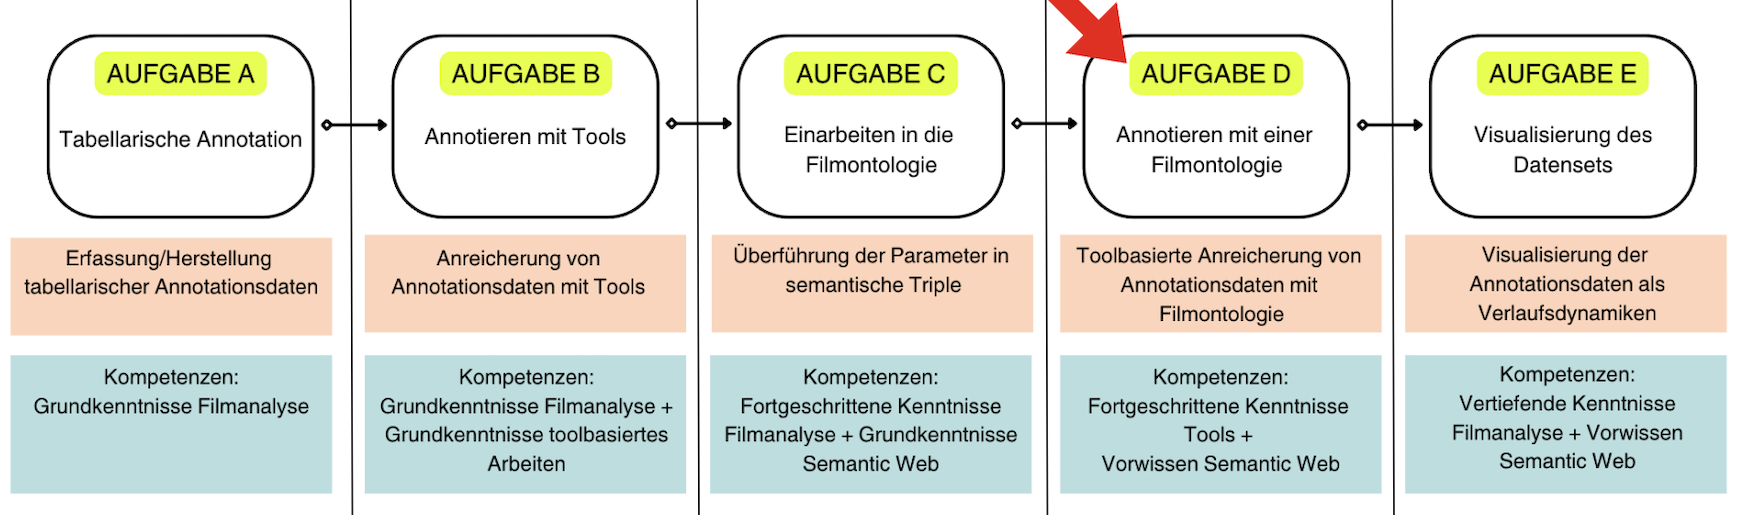 AUFGABE A
Tabellarische Annotation
Erfassung/Herstellung
tabellarischer Annotationsdaten
Kompetenzen:
Grundkenntnisse Filmanalyse
AUFGABE B
Annotieren mit Tools
Anreicherung von
Annotationsdaten mit Tools
Kompetenzen:
Grundkenntnisse Filmanalyse +
Grundkenntnisse toolbasiertes
Arbeiten
AUFGABE C
Einarbeiten in die
Filmontologie
Überführung der Parameter in
semantische Triple
Kompetenzen:
Fortgeschrittene Kenntnisse
Filmanalyse + Grundkenntnisse
Semantic Web
AUFGABE D
Annotieren mit einer
Filmontologie
Toolbasierte Anreicherung von
Annotationsdaten mit
Filmontologie
Kompetenzen:
Fortgeschrittene Kenntnisse
Tools +
Vorwissen Semantic Web
AUFGABE E
Visualisierung des
Datensets
Visualisierung der
Annotationsdaten als
Verlaufsdynamiken
Kompetenzen:
Vertiefende Kenntnisse
Filmanalyse + Vorwissen
Semantic Web